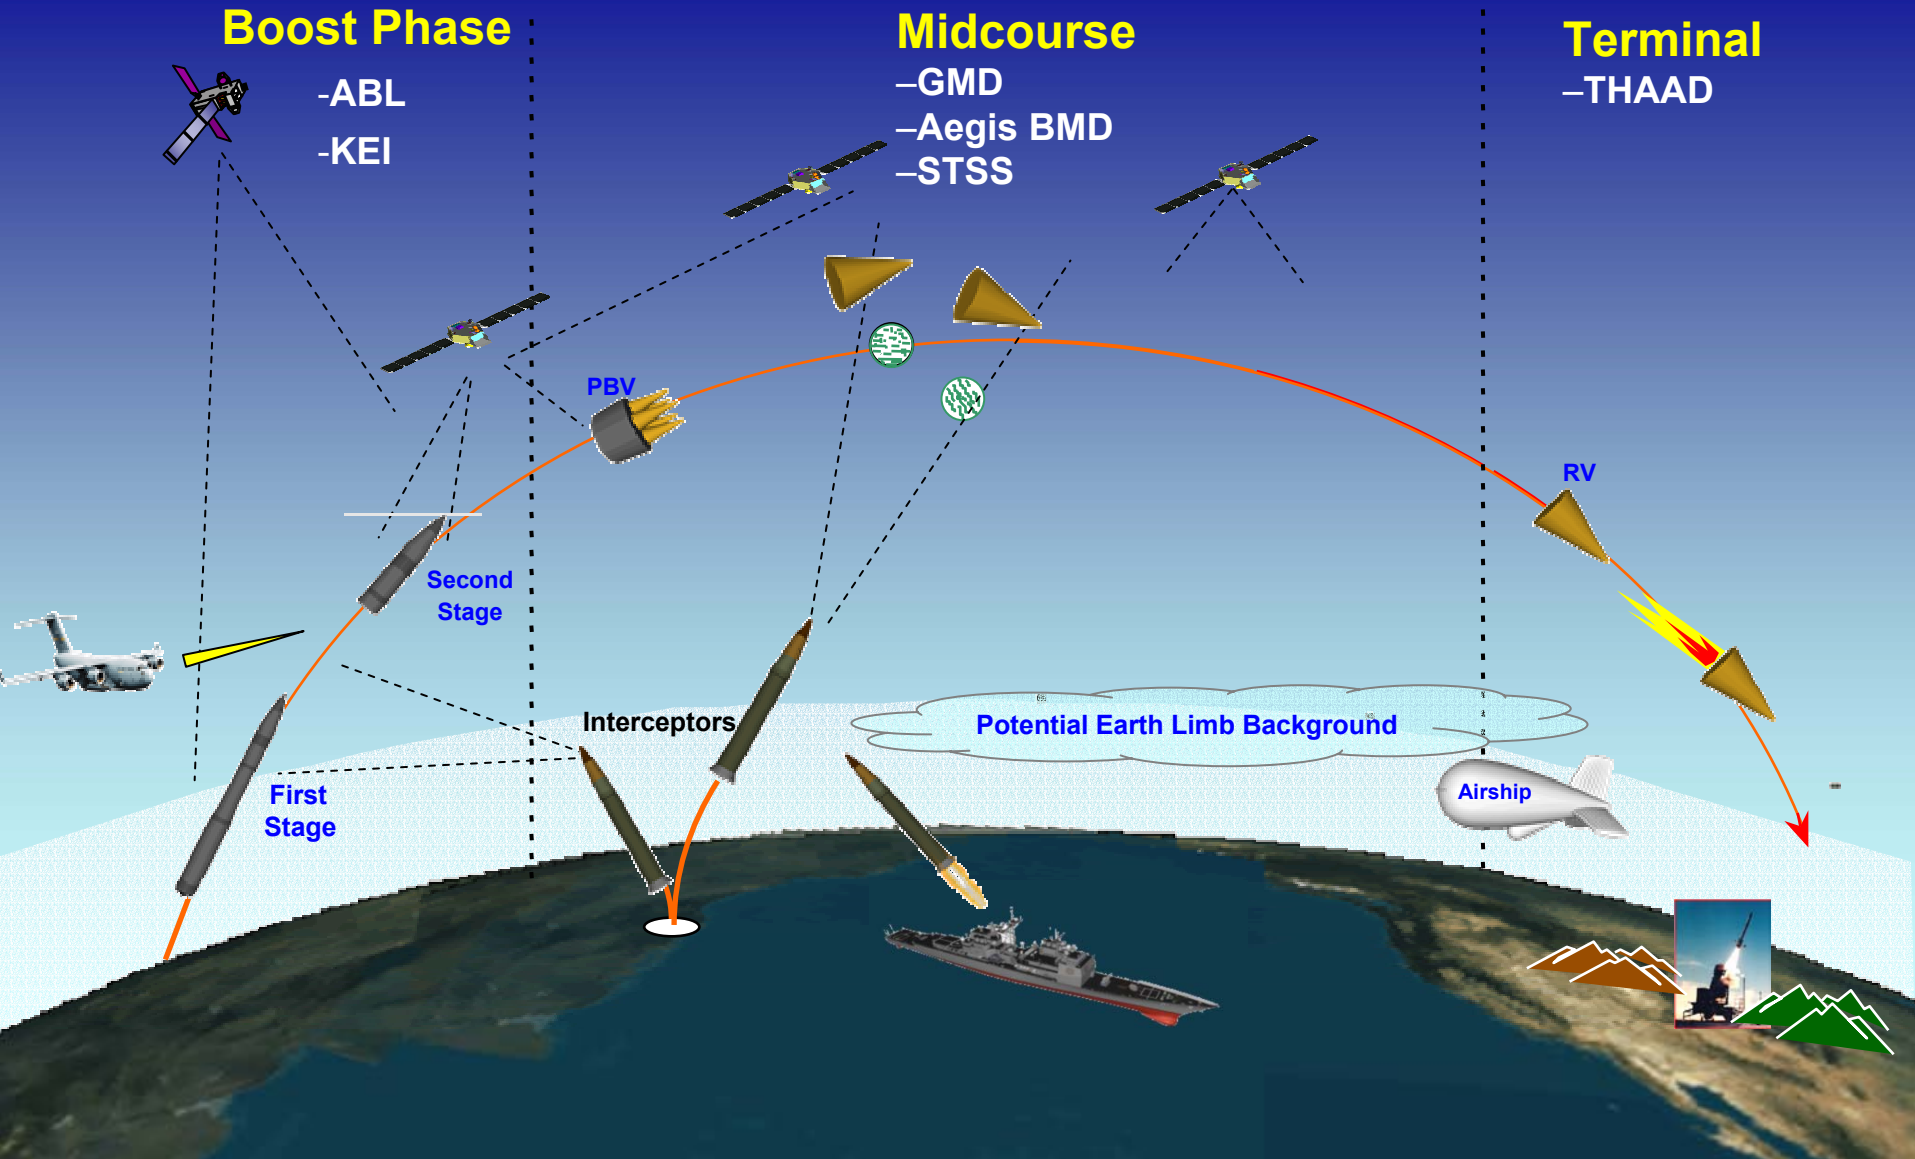 Boost Phase
-ABL
-KEI
Midcourse
–GMD
–Aegis BMD
–STSS
Terminal
–THAAD
PBV
RV
Second
Stage
Interceptors
Potential Earth Limb Background
First
Stage
Airship